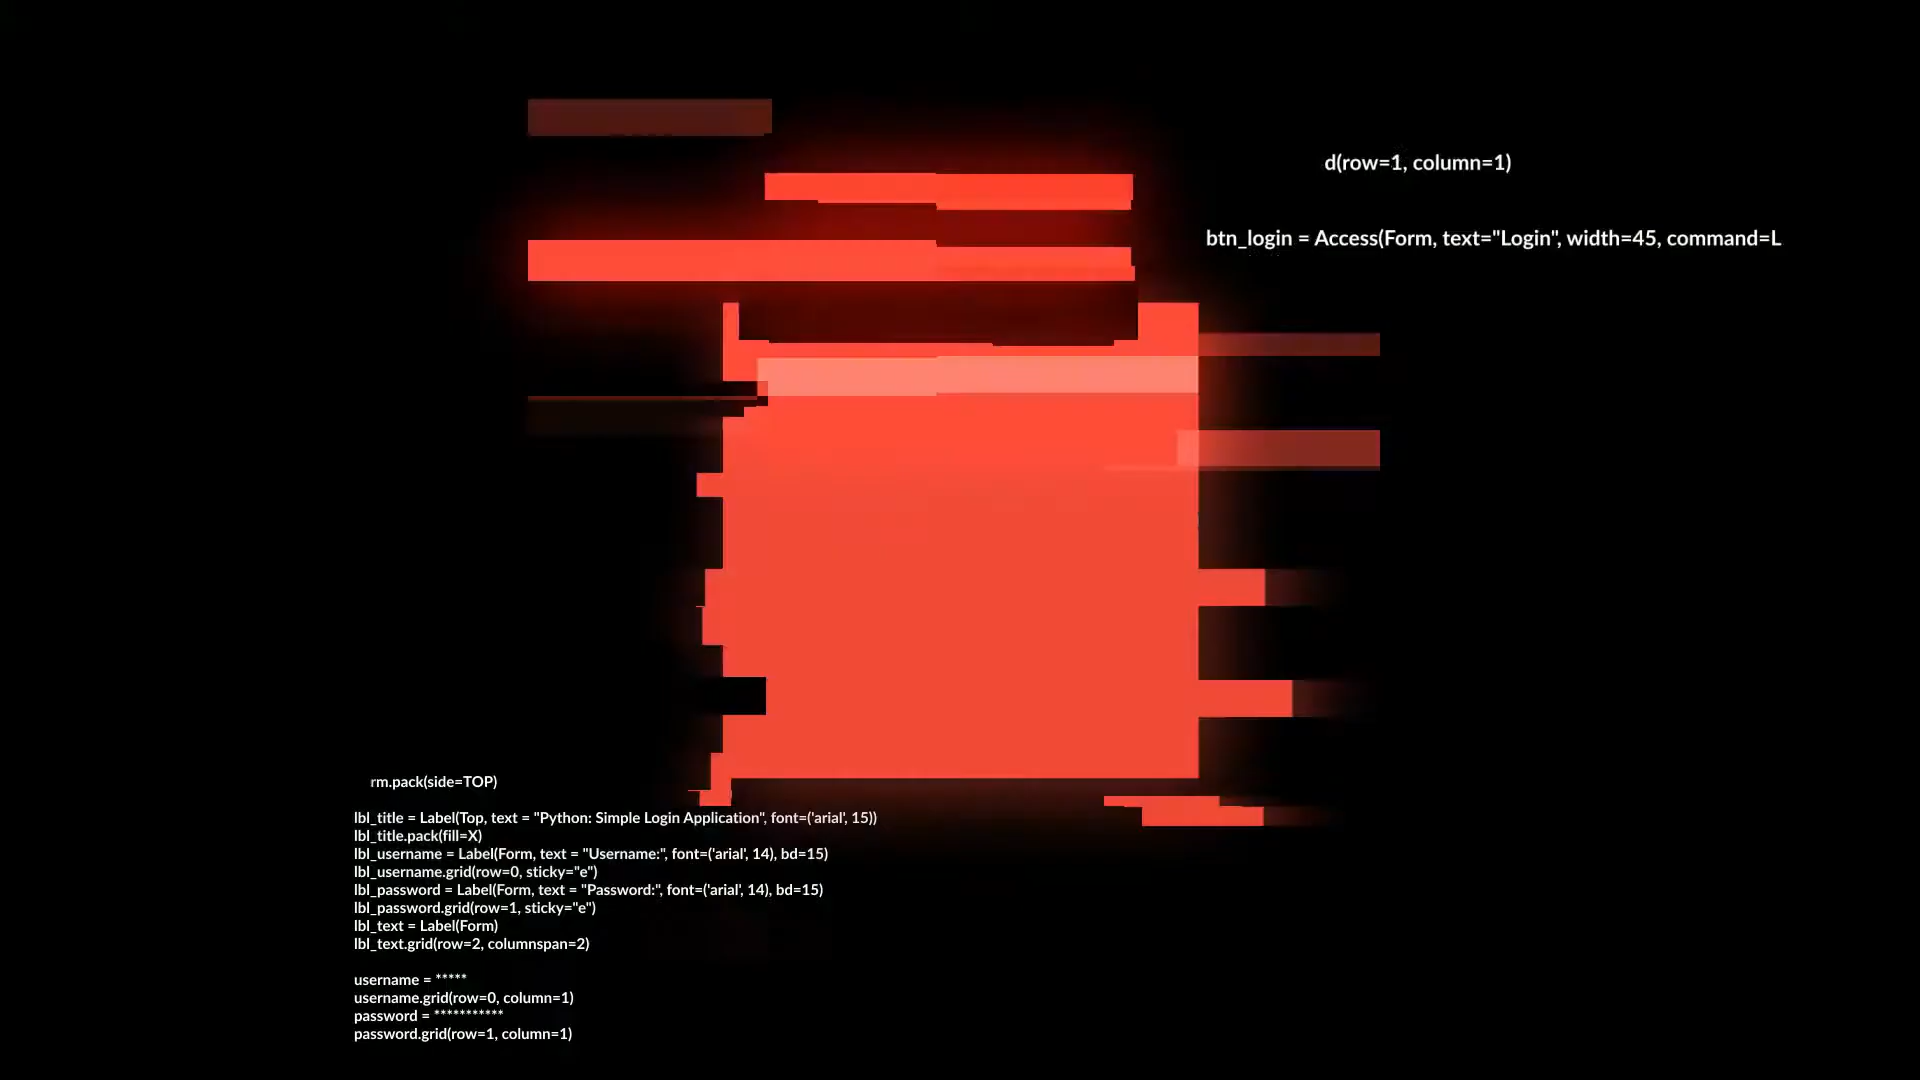 d(row=1, column=1)
btn_login = Access(Form, text="Login", width=45, command=L
rm.pack(side=TOP)
lbl_title = Label(Top, text = "Python: Simple Login Application", font=('arial', 15))
lbl_title.pack(fill=X)
lbl_username = Label(Form, text = "Username:", font=('arial', 14), bd=15)
lbl_username.grid(row=0, sticky="e")
lbl_password = Label(Form, text = "Password:", font=('arial', 14), bd=15)
lbl_password.grid(row=1, sticky="e")
lbl_text = Label(Form)
lbl_text.grid(row=2, columnspan=2)
username = *****
username.grid(row=0, column=1)
password = ***********
password.grid(row=1, column=1)